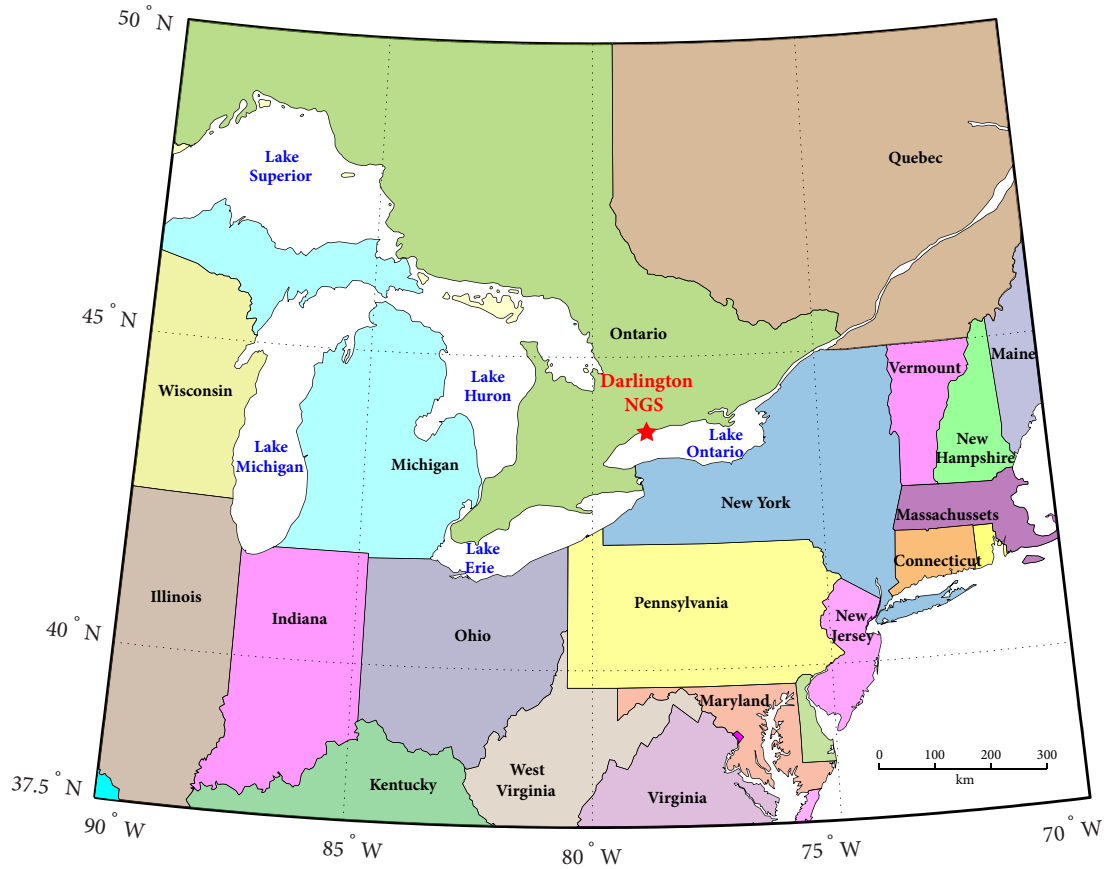 50° N
Lake
Superior
Quebec
45° N
Ontario
Maine
Vermount
Wisconsin
Lake
Huron
Darlington
NGS
Lake
Michigan
Michigan
Lake
Ontario
New
Hampshire
New York
Massachussets
Lake
Erie
Connecticut
Illinois
Indiana
Ohio
Pennsylvania
New
Jersey
40° N
Maryland
0 100 200 300
km
West
Virginia
Kentucky
Virginia
37.5° N
90° W
85° W
80° W
75° W
70° W